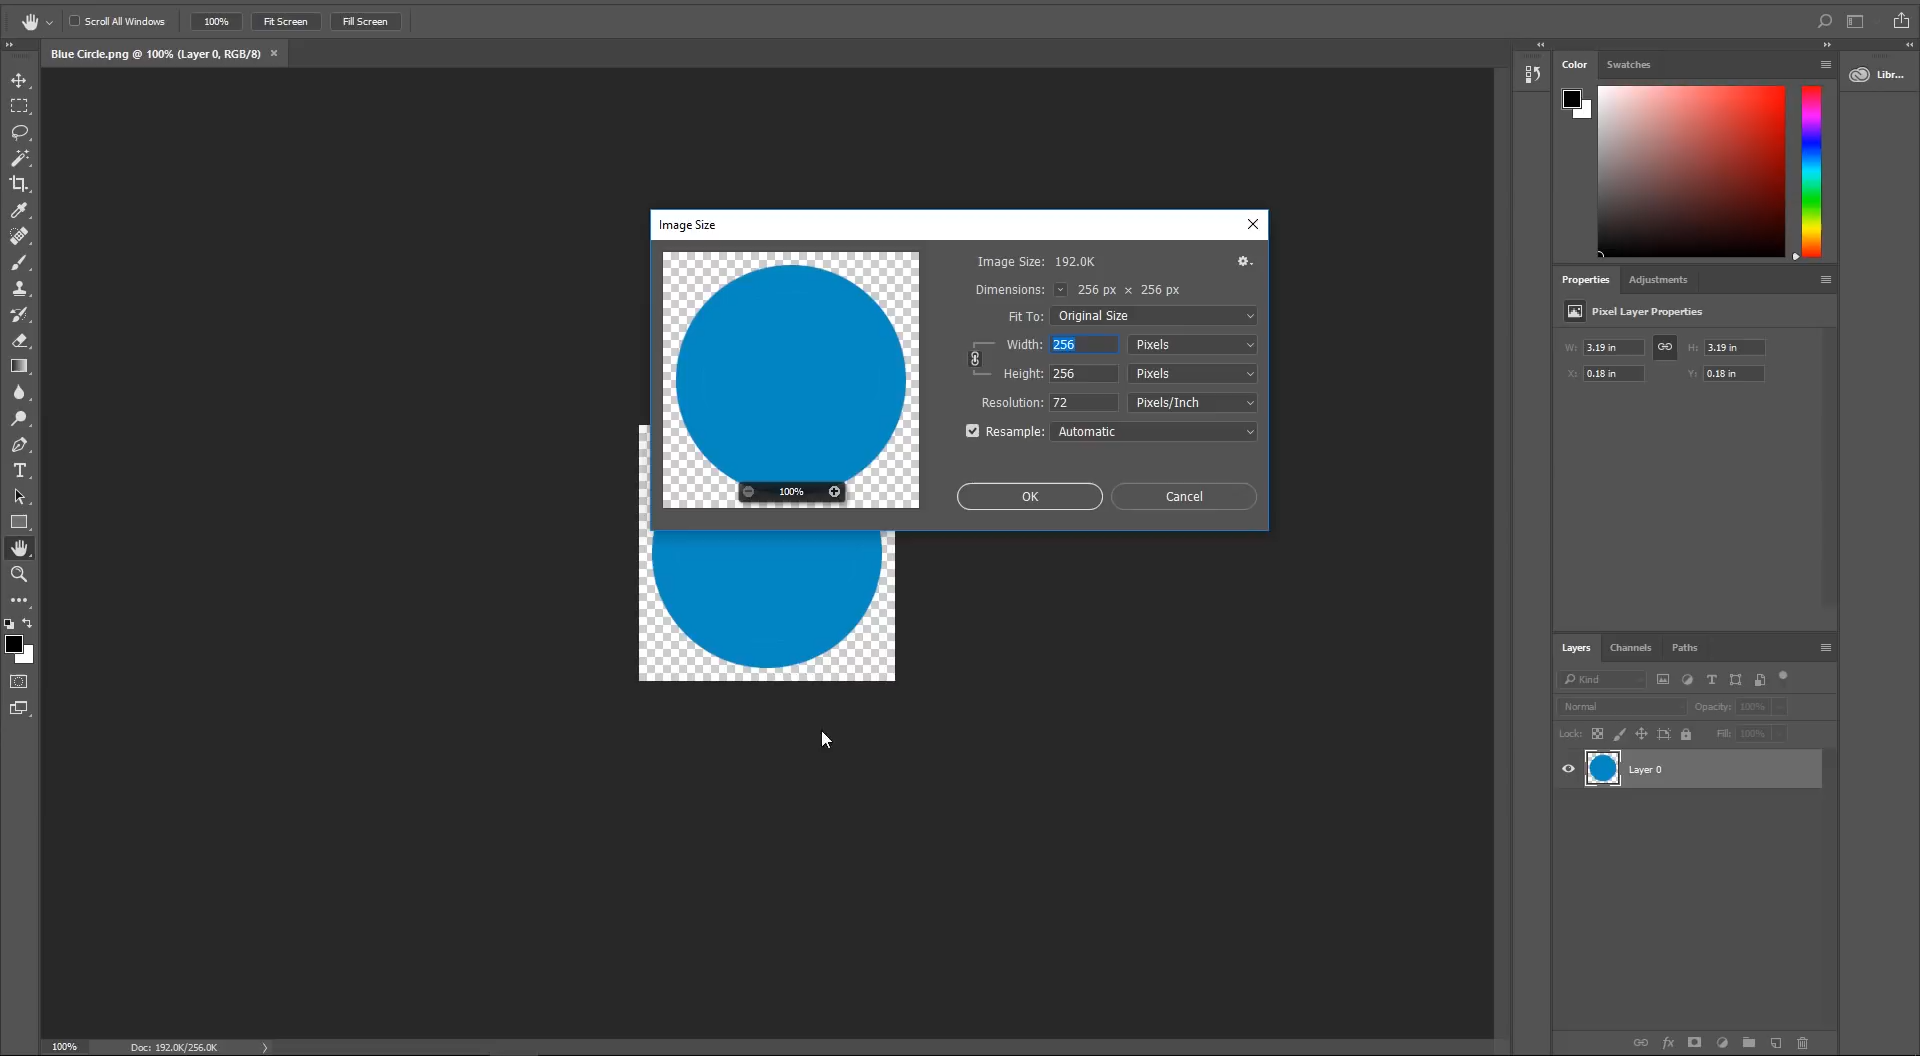 Scroll All Windows 100% Fit Screen Fill Screen
Blue Circle.png @ 100% (Layer 0, RGB/8)
Color Swatches
Libr...
Image Size
Image Size: 192.0K
Dimensions: 256 px × 256 px
Fit To: Original Size
Width: 256 Pixels
Height: 256 Pixels
Resolution: 72 Pixels/Inch
Resample: Automatic
100%
OK Cancel
Properties Adjustments
Pixel Layer Properties
W: 3.19 in H: 3.19 in
X: 0.18 in Y: 0.18 in
Layers Channels Paths
Kind
Normal Opacity: 100%
Lock: Fill: 100%
Layer 0
100% Doc: 192.0K/256.0K